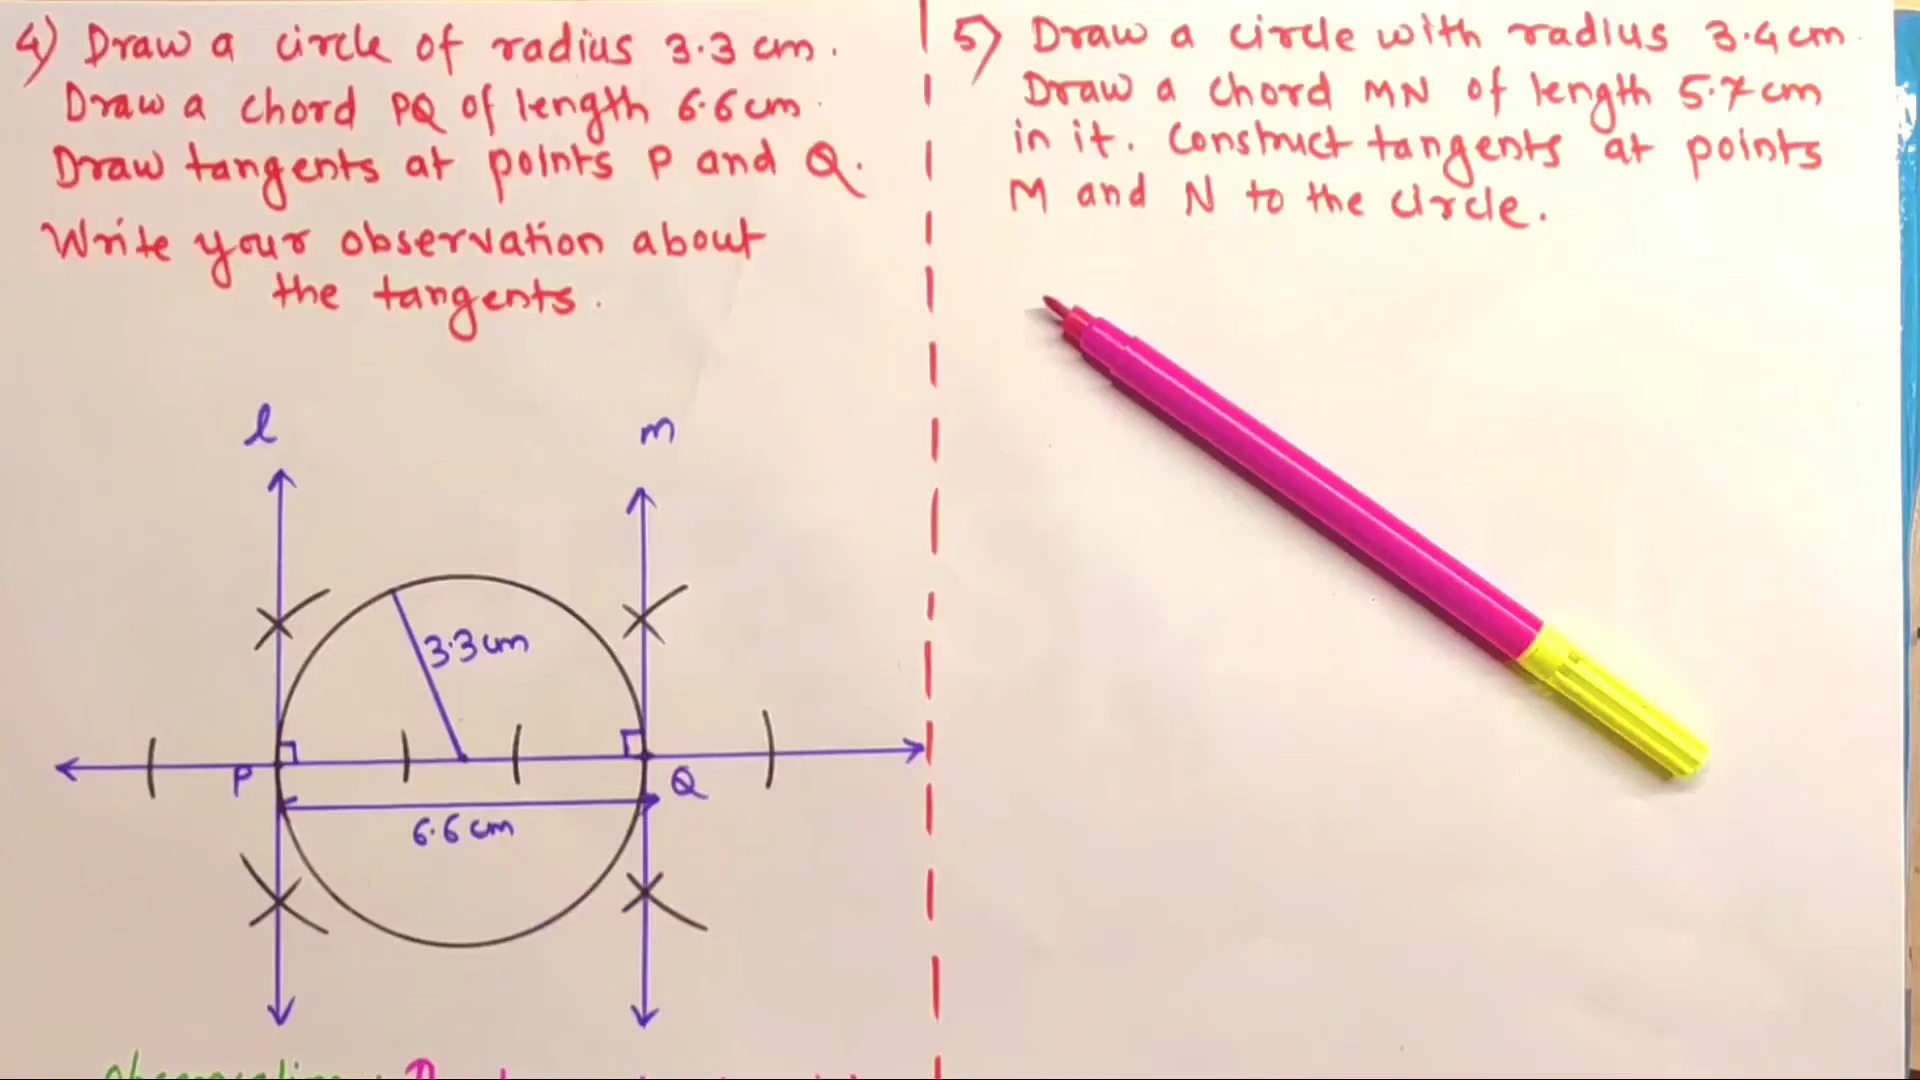 4) Draw a circle of radius 3.3 cm.
Draw a chord PQ of length 6.6 cm.
Draw tangents at points P and Q.
Write your observation about
the tangents.
l
m
3.3 cm
P
Q
6.6 cm
5) Draw a circle with radius 3.4 cm.
Draw a chord MN of length 5.7 cm
in it. Construct tangents at points
M and N to the circle.